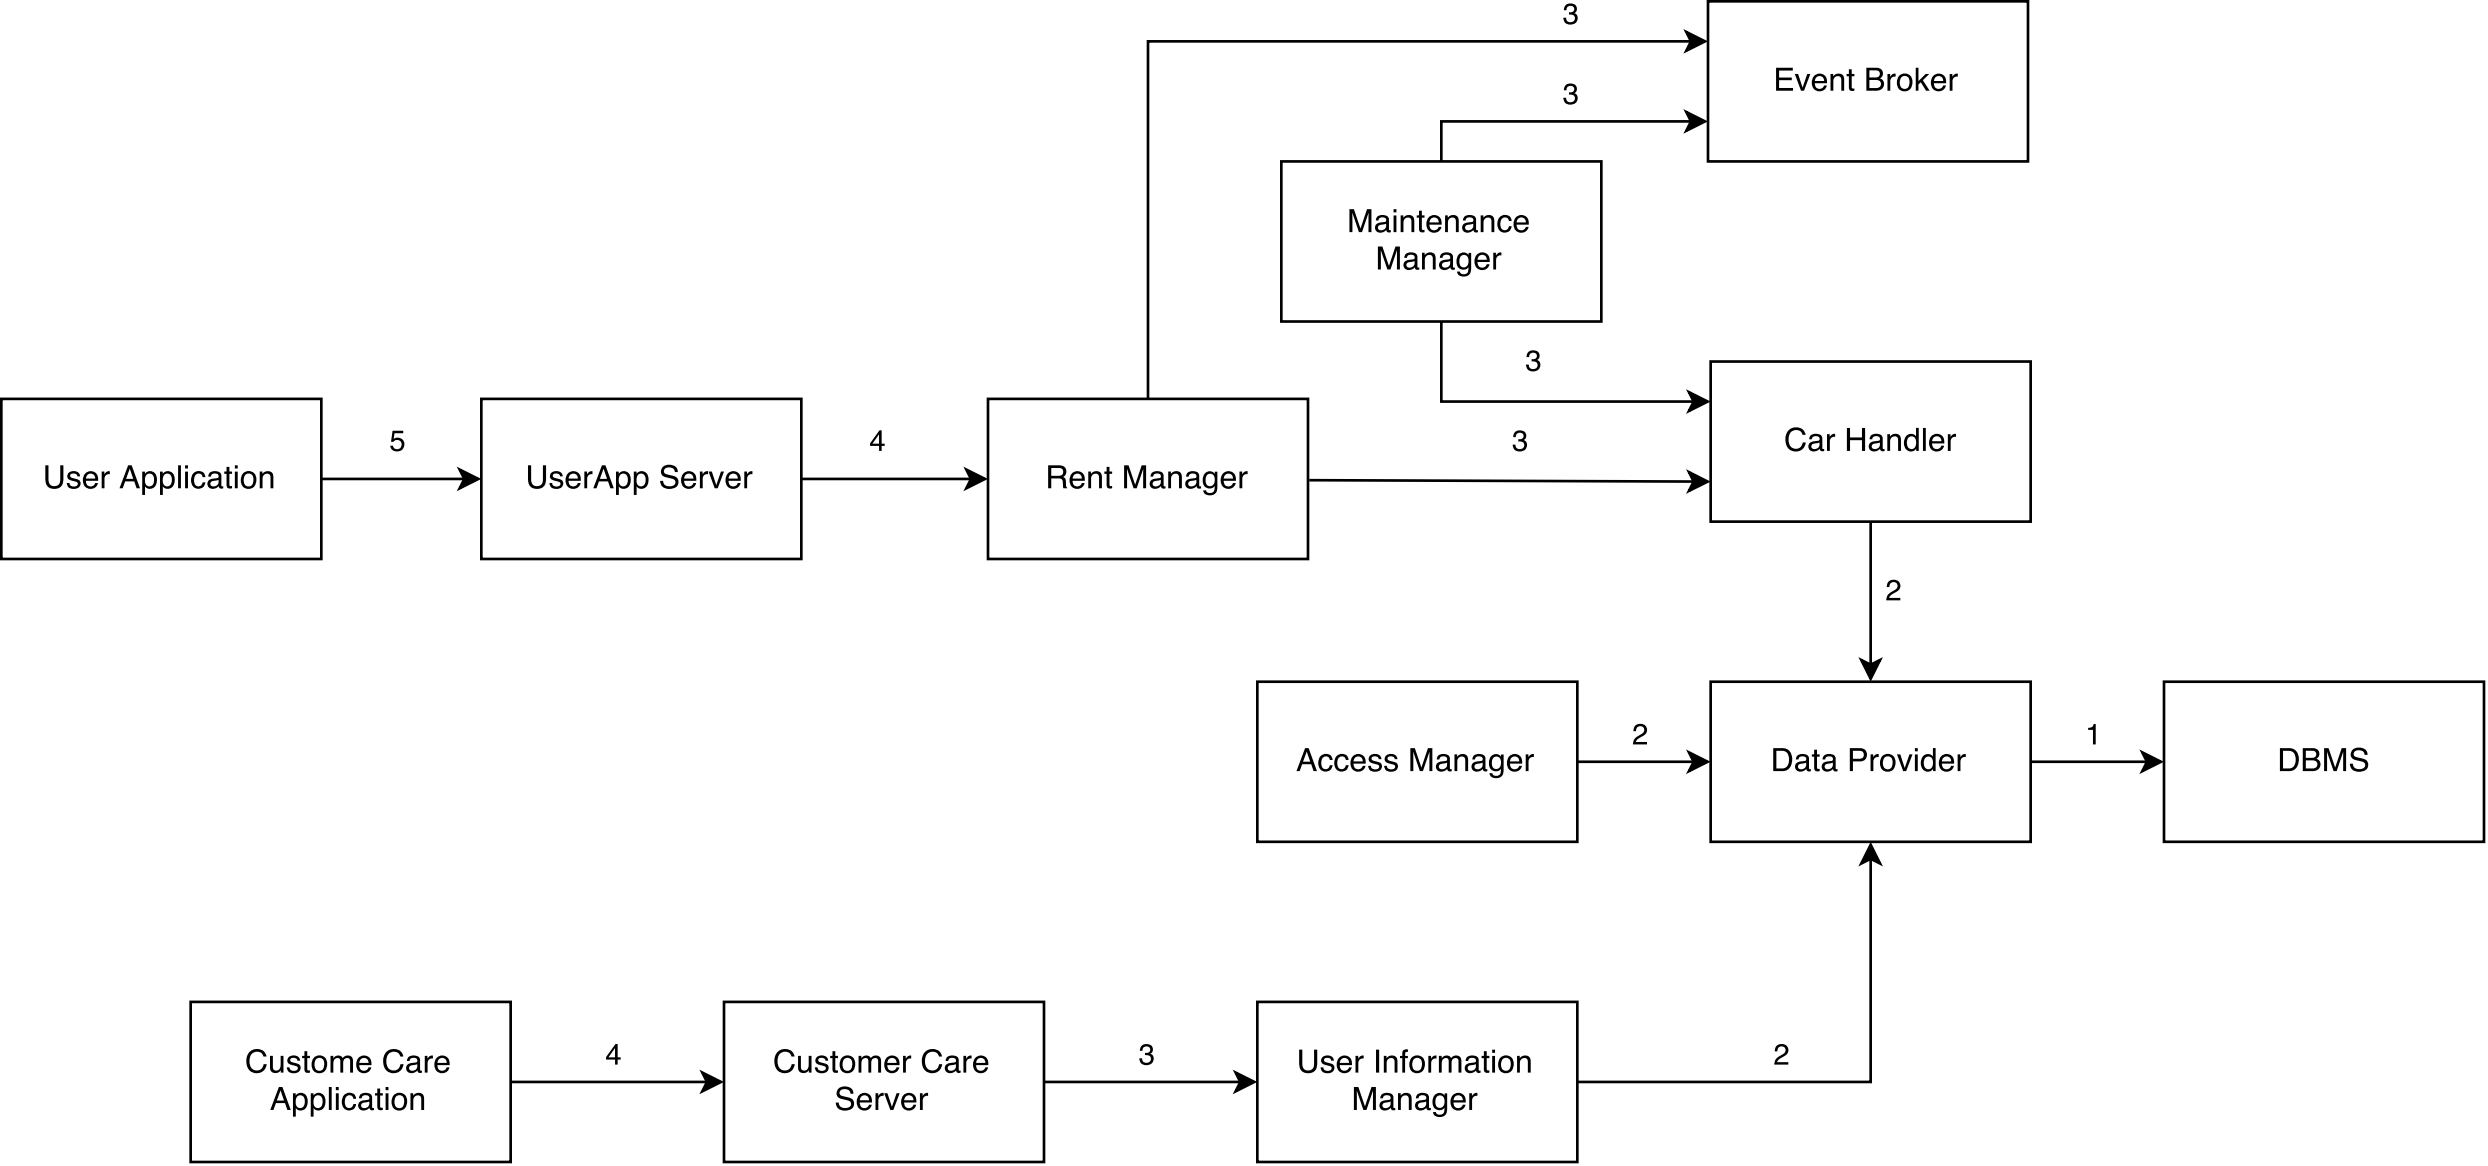 3
Event Broker
3
Maintenance
Manager
3
Car Handler
User Application
5
UserApp Server
4
Rent Manager
3
2
Access Manager
2
Data Provider
1
DBMS
Custome Care
Application
4
Customer Care
Server
3
User Information
Manager
2